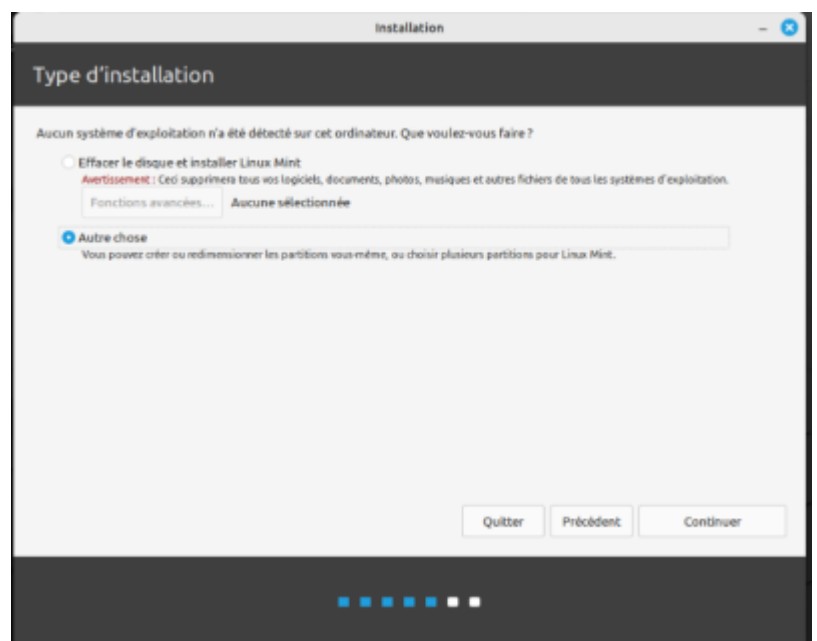 Installation
Type d'installation
Aucun système d'exploitation n'a été détecté sur cet ordinateur. Que voulez-vous faire ?
Effacer le disque et installer Linux Mint
Avertissement : Ceci supprimera tous vos logiciels, documents, photos, musiques et autres fichiers de tous les systèmes d'exploitation.
Fonctions avancées... Aucune sélectionnée
Autre chose
Vous pouvez créer ou redimensionner les partitions vous-même, ou choisir plusieurs partitions pour Linux Mint.
Quitter Précédent Continuer